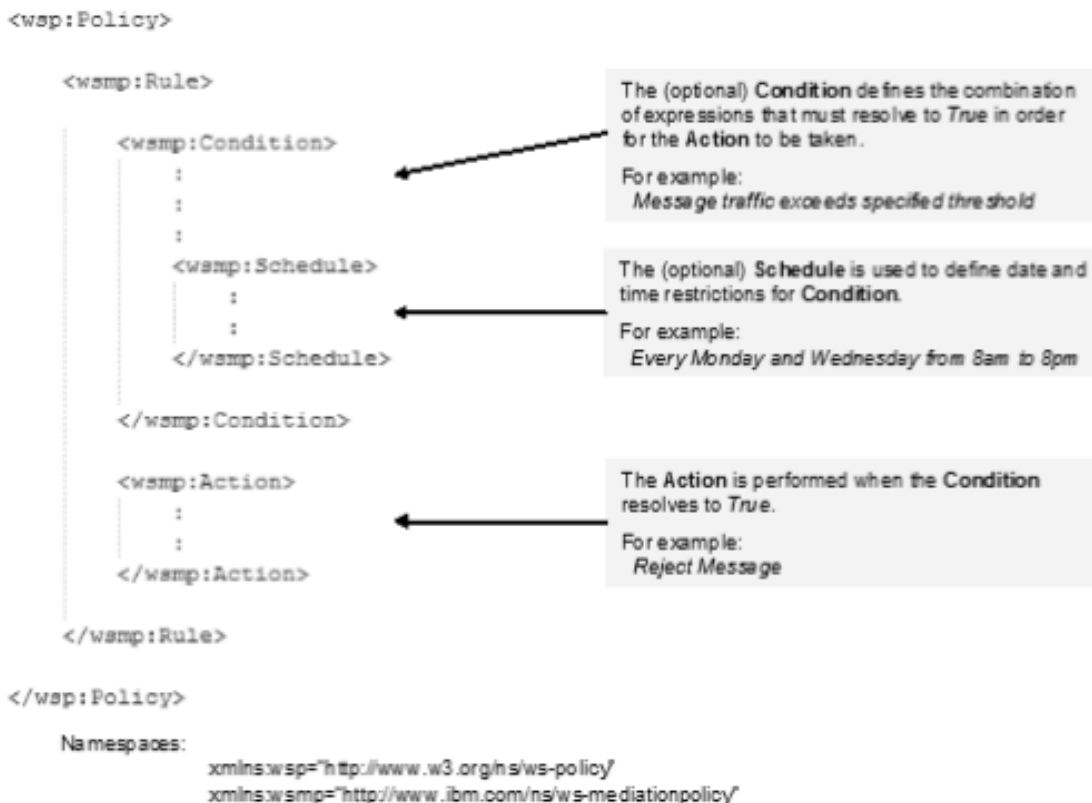 <wsp:Policy>
<wsmp:Rule>
<wsmp:Condition>
:
:
:
<wsmp:Schedule>
:
:
</wsmp:Schedule>
</wsmp:Condition>
<wsmp:Action>
:
:
</wsmp:Action>
</wsmp:Rule>
</wsp:Policy>
The (optional) Condition defines the combination
of expressions that must resolve to True in order
for the Action to be taken.
For example:
Message traffic exceeds specified threshold
The (optional) Schedule is used to define date and
time restrictions for Condition.
For example:
Every Monday and Wednesday from 8am to 8pm
The Action is performed when the Condition
resolves to True.
For example:
Reject Message
Namespaces:
xmlns:wsp="http://www.w3.org/ns/ws-policy"
xmlns:wsmp="http://www.ibm.com/ns/ws-mediationpolicy"